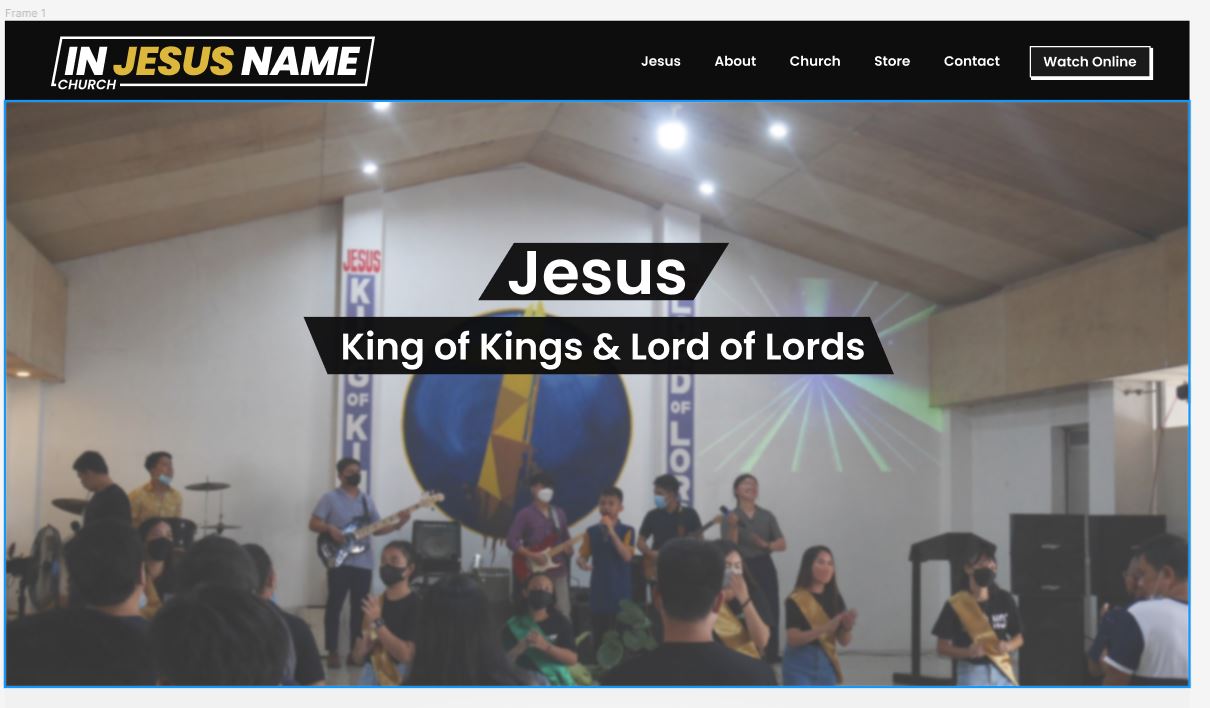 Frame 1
IN JESUS NAME
CHURCH
Jesus
About
Church
Store
Contact
Watch Online
Jesus
King of Kings & Lord of Lords
JESUS
K
G
OF
KI
L
D
OF
LOR